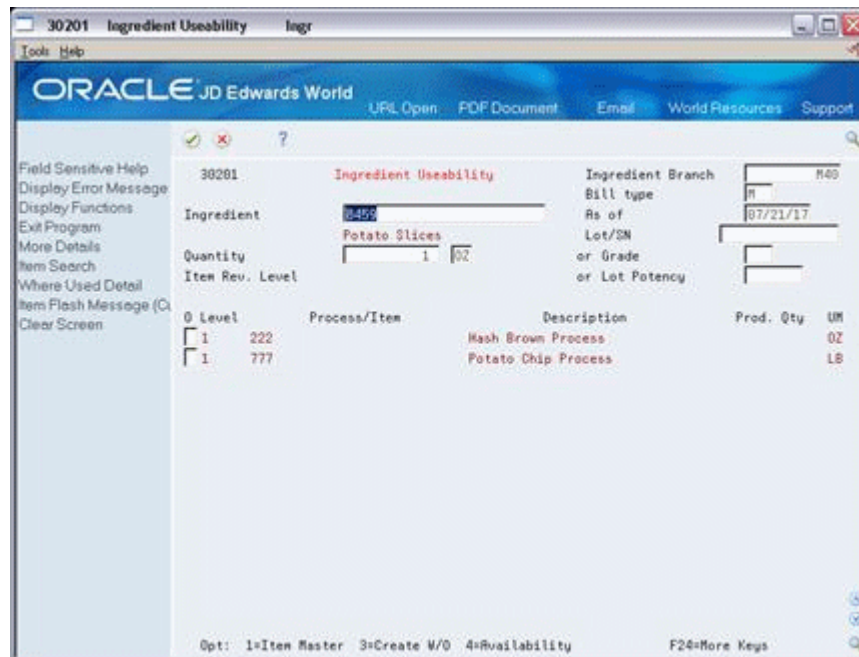 30201 Ingredient Useability Ingr
Tools Help
ORACLE JD Edwards World
URL Open PDF Document Email World Resources Support
?
Field Sensitive Help
Display Error Message
Display Functions
Exit Program
More Details
Item Search
Where Used Detail
Item Flash Message (Cu
Clear Screen
30201 Ingredient Useability Ingredient Branch M40
Bill type M
Ingredient 8459 As of 07/21/17
Potato Slices Lot/SN
Quantity 1 OZ or Grade
Item Rev. Level or Lot Potency
O Level Process/Item Description Prod. Qty UM
1 222 Hash Brown Process OZ
1 777 Potato Chip Process LB
Opt: 1=Item Master 3=Create W/O 4=Availability F24=More Keys